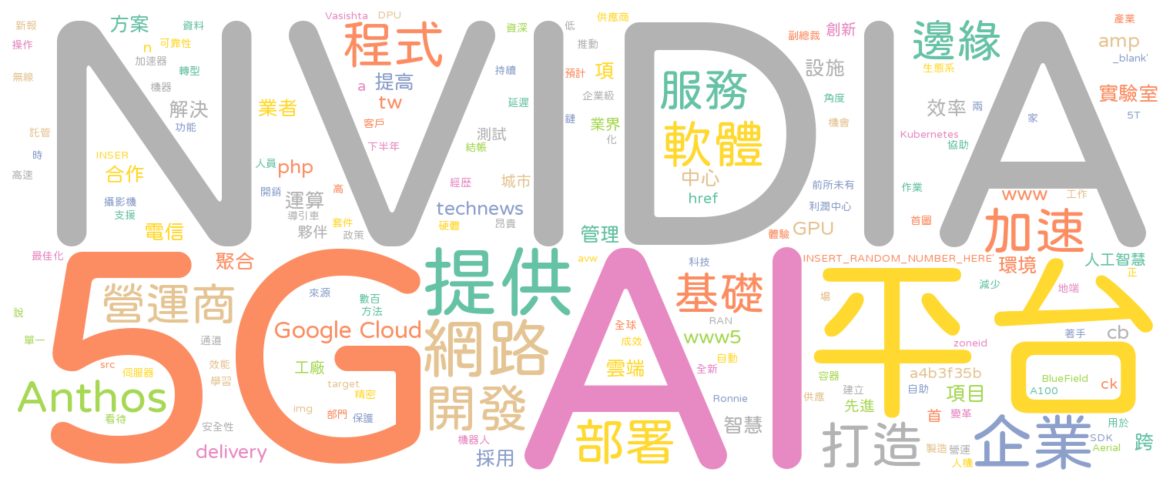 NVIDIA
5G
AI
平台
提供
網路
開發
程式
服務
軟體
邊緣
加速
基礎
企業
部署
打造
營運商
Anthos
Google Cloud
新報
操作
無線
託管
時
高速
方案
n
可靠性
加速器
資料
轉型
機器
解決
功能
INSER
合作
攝影機
支援
電信
最佳化
聚合
業者
人員
php
開銷
高
運算
導引車
夥伴
套件
政策
Vasishta
DPU
提高
a
tw
客戶
下半年
資深
持續
延遲
測試
結帳
經歷
城市
technews
硬體
昂貴
管理
供應商
低
推動
預計
項
企業級
鏈
業界
化
中心
href
副總裁
創新
設施
角度
機會
前所未有
利潤中心
體驗
GPU
生態系
效率
兩
Kubernetes
協助
作業
首圈
家
www
工作
產業
amp
_blank'
實驗室
5T
INSERT_RANDOM_NUMBER_HERE'
環境
人工智慧
正
減少
地端
場
著手
cb
zoneid
a4b3f35b
BlueField
A100
ck
容器
建立
自助
供應
先進
項目
首
變革
用於
跨
SDK
Aerial
製造
營運
人機
avw
科技
全球
成效
RAN
www5
自動
全新
雲端
Ronnie
智慧
說
單一
src
伺服器
看待
通道
效能
學習
安全性
delivery
來源
數百
方法
工廠
target
精密
img
部門
保護
機器人
採用